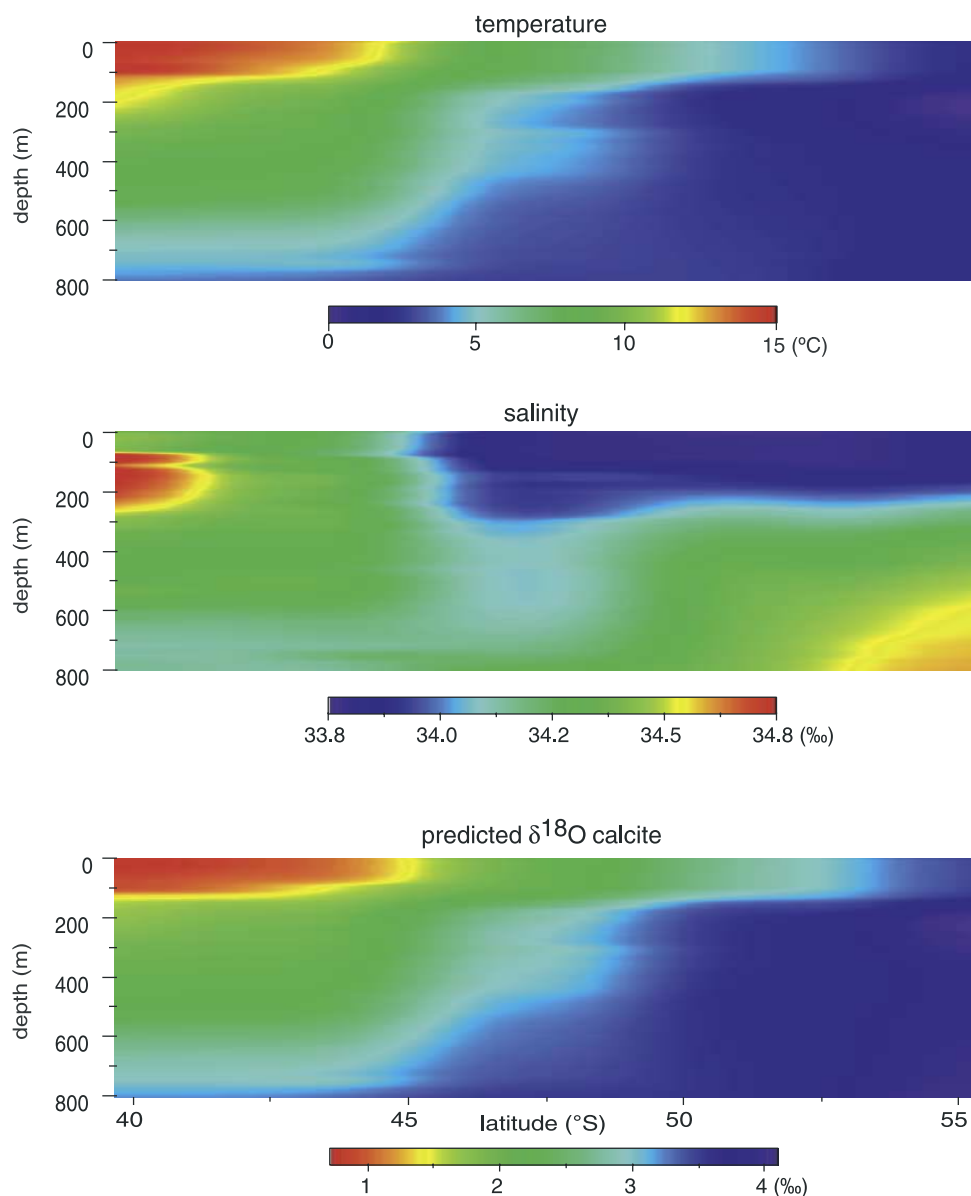 temperature
0
200
400
600
800
depth (m)
0 5 10 15 (ºC)
salinity
0
200
400
600
800
depth (m)
33.8 34.0 34.2 34.5 34.8 (‰)
predicted δ18O calcite
0
200
400
600
800
depth (m)
40 45 50 55
latitude (°S)
1 2 3 4 (‰)